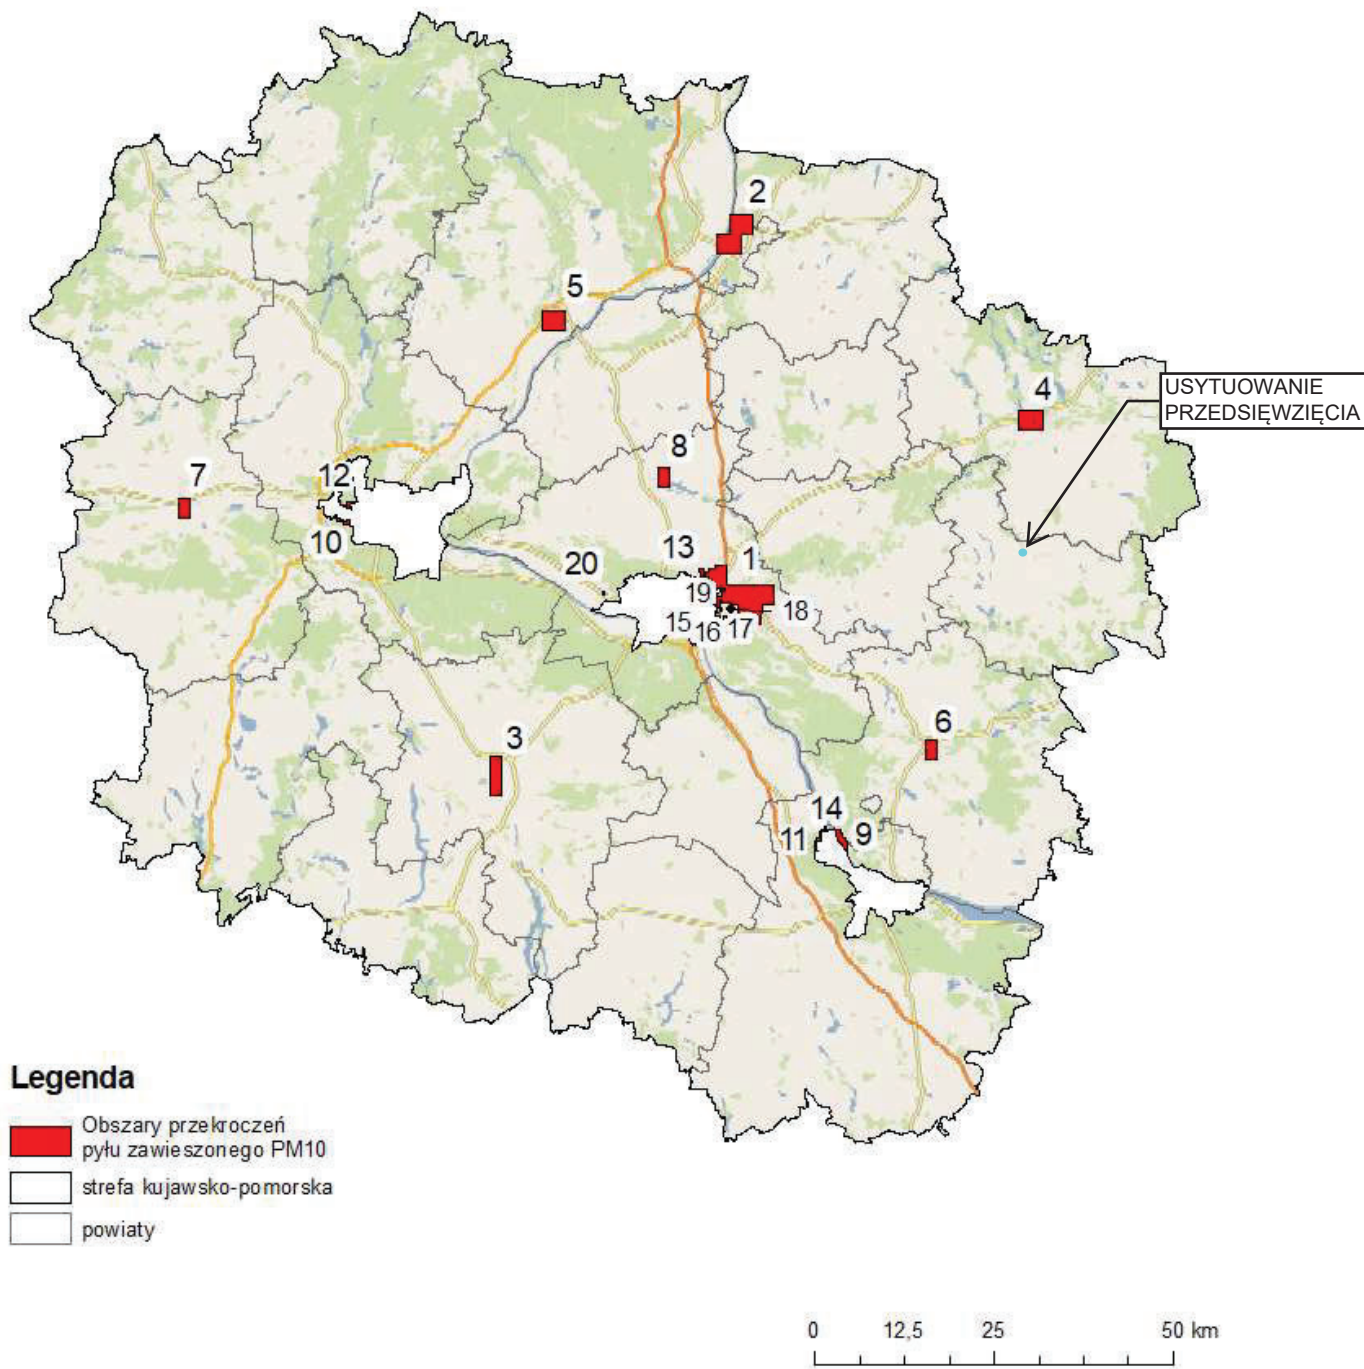 2
5
4
USYTUOWANIE
PRZEDSIĘWZIĘCIA
8
7
12
10
13
1
20
19
18
15
16
17
6
3
14
11
9
Legenda
Obszary przekroczeń
pyłu zawieszonego PM10
strefa kujawsko-pomorska
powiaty
0 12,5 25 50 km